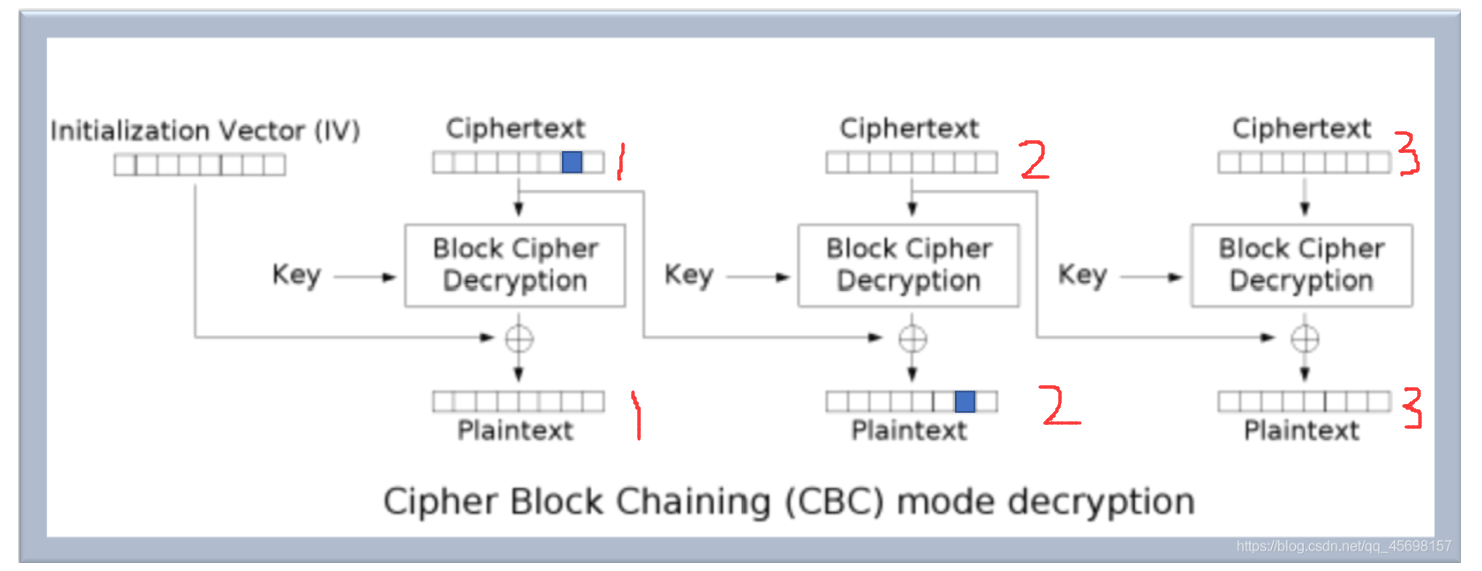 Initialization Vector (IV)
Ciphertext
1
Ciphertext
2
Ciphertext
3
Key
Block Cipher
Decryption
Key
Block Cipher
Decryption
Key
Block Cipher
Decryption
Plaintext
1
Plaintext
2
Plaintext
3
Cipher Block Chaining (CBC) mode decryption
https://blog.csdn.net/qq_45698157